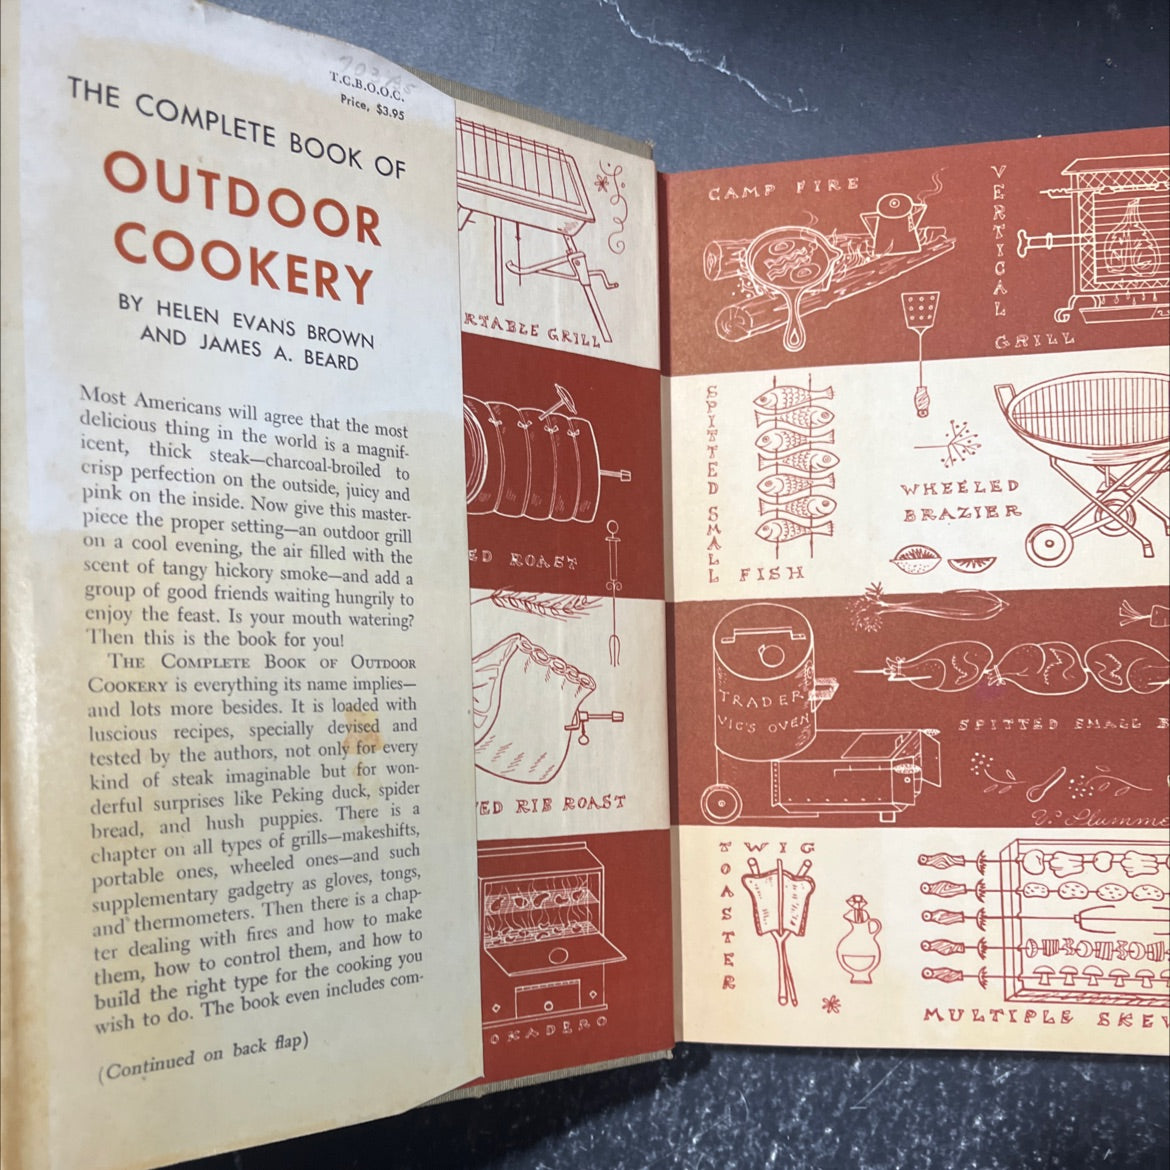 T.C.B.O.O.C.
Price, $3.95
THE COMPLETE BOOK OF
OUTDOOR
COOKERY
BY HELEN EVANS BROWN
AND JAMES A. BEARD
Most Americans will agree that the most
delicious thing in the world is a magnif-
icent, thick steak—charcoal-broiled to
crisp perfection on the outside, juicy and
pink on the inside. Now give this master-
piece the proper setting—an outdoor grill
on a cool evening, the air filled with the
scent of tangy hickory smoke—and add a
group of good friends waiting hungrily to
enjoy the feast. Is your mouth watering?
Then this is the book for you!
THE COMPLETE BOOK OF OUTDOOR
COOKERY is everything its name implies—
and lots more besides. It is loaded with
luscious recipes, specially devised and
tested by the authors, not only for every
kind of steak imaginable but for won-
derful surprises like Peking duck, spider
bread, and hush puppies. There is a
chapter on all types of grills—makeshifts,
portable ones, wheeled ones—and such
supplementary gadgetry as gloves, tongs,
and thermometers. Then there is a chap-
ter dealing with fires and how to make
them, how to control them, and how to
build the right type for the cooking you
wish to do. The book even includes com-
(Continued on back flap)
RTABLE GRILL
ED ROAST
ED RIB ROAST
OKADERO
CAMP FIRE
VERTICAL
GRILL
SPITTED SMALL
FISH
WHEELED
BRAZIER
TRADER
VIC'S OVEN
SPITTED SMALL B
V. Plumme
TWIG
TOASTER
MULTIPLE SKEW